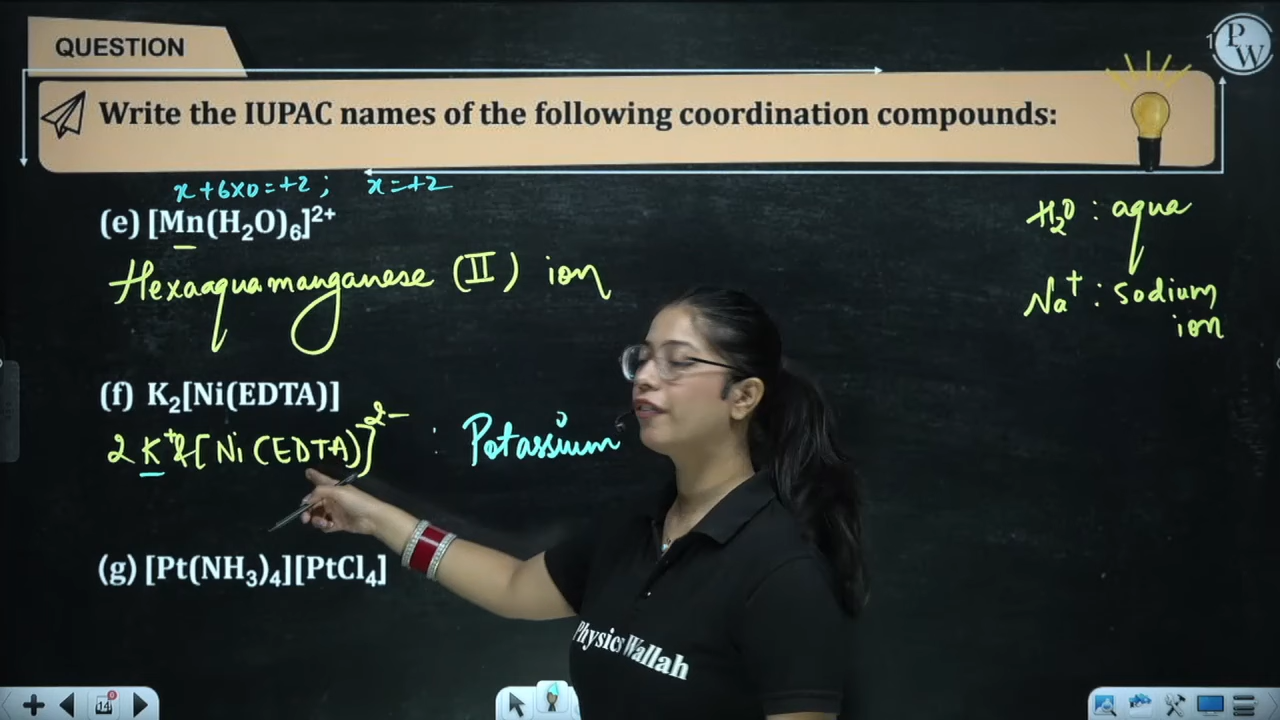 QUESTION
PW
Write the IUPAC names of the following coordination compounds:
x+6×0=+2 ; x=+2
(e) [Mn(H₂O)₆]²⁺
H₂O : aqua
Hexaaquamanganese (II) ion
Na⁺ : sodium
ion
(f) K₂[Ni(EDTA)]
2K⁺ & [Ni(EDTA)]²⁻ : Potassium
(g) [Pt(NH₃)₄][PtCl₄]
Physics Wallah
14